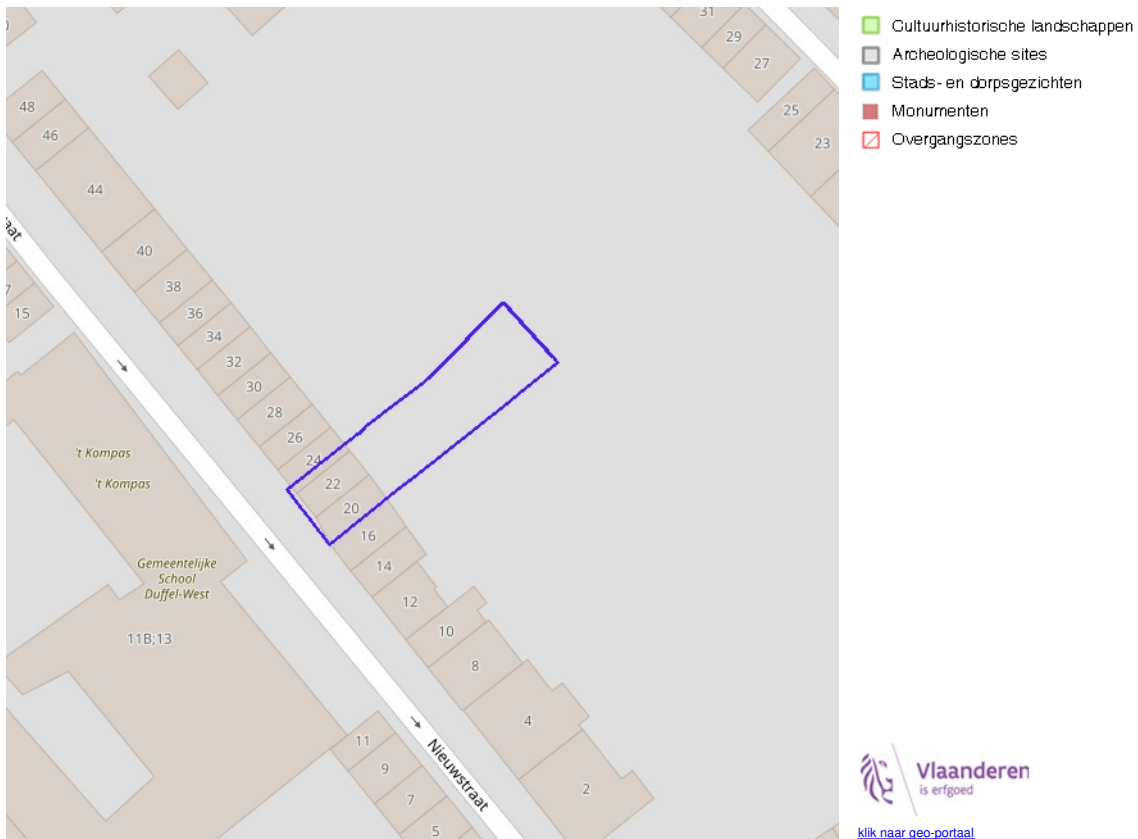 31
29
27
25
23
48
46
44
40
38
36
34
32
30
28
26
24
22
20
16
14
12
10
8
4
2
aat
7
15
't Kompas
't Kompas
Gemeentelijke
School
Duffel-West
11B;13
11
9
7
5
Nieuwstraat
Cultuurhistorische landschappen
Archeologische sites
Stads- en dorpsgezichten
Monumenten
Overgangszones
Vlaanderen
is erfgoed
klik naar geo-portaal